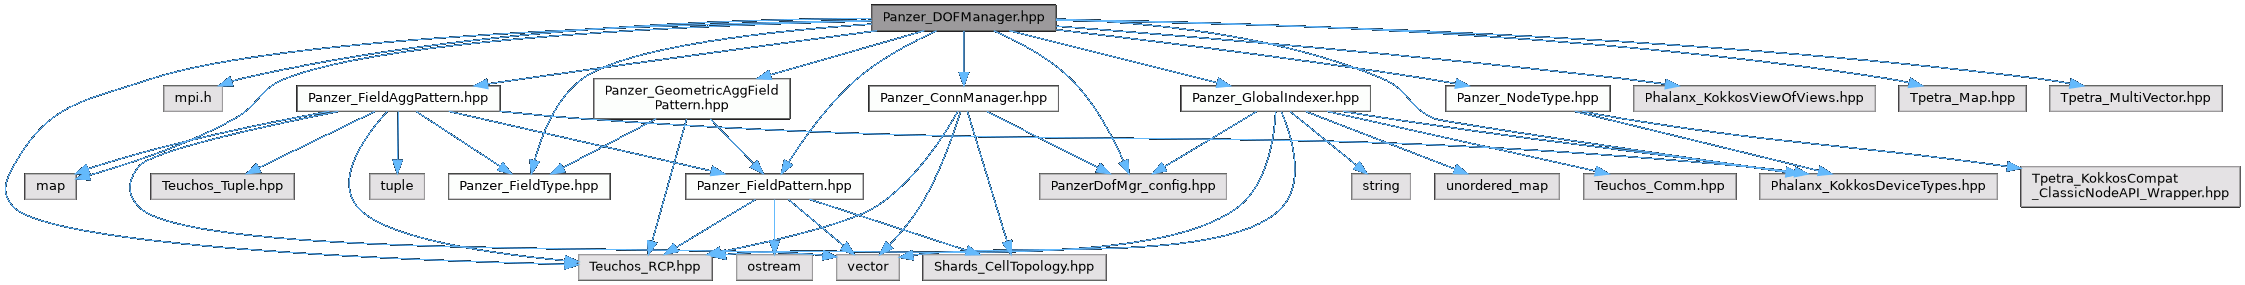 Panzer_DOFManager.hpp
mpi.h
Panzer_FieldAggPattern.hpp
Panzer_GeometricAggField
Pattern.hpp
Panzer_ConnManager.hpp
Panzer_GlobalIndexer.hpp
Panzer_NodeType.hpp
Phalanx_KokkosViewOfViews.hpp
Tpetra_Map.hpp
Tpetra_MultiVector.hpp
map
Teuchos_Tuple.hpp
tuple
Panzer_FieldType.hpp
Panzer_FieldPattern.hpp
PanzerDofMgr_config.hpp
string
unordered_map
Teuchos_Comm.hpp
Phalanx_KokkosDeviceTypes.hpp
Tpetra_KokkosCompat
_ClassicNodeAPI_Wrapper.hpp
Teuchos_RCP.hpp
ostream
vector
Shards_CellTopology.hpp